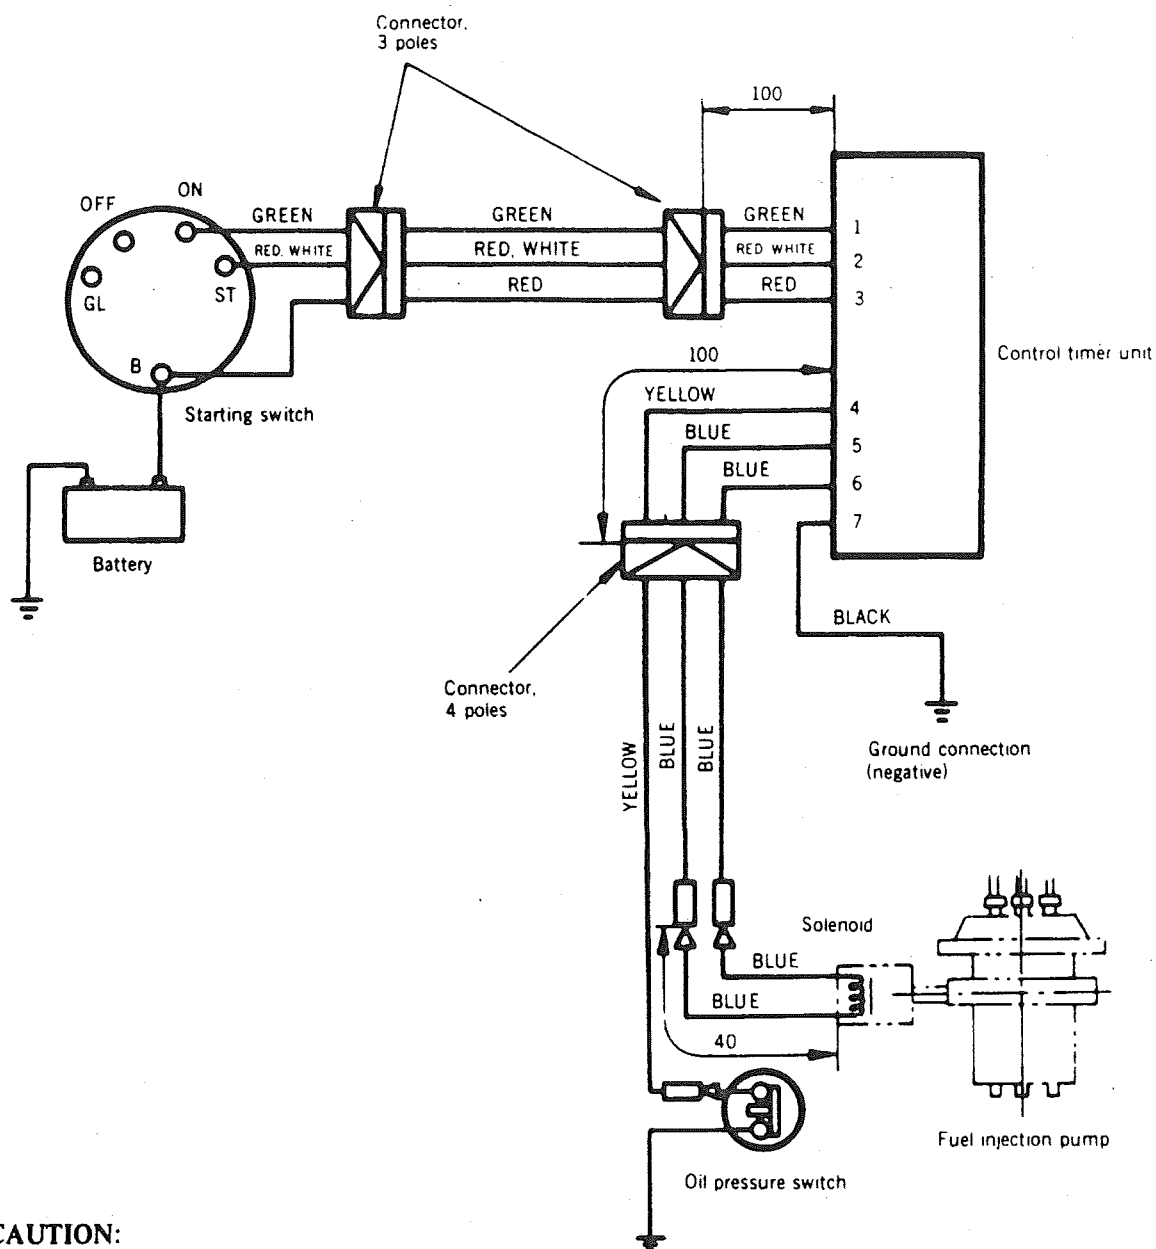 Connector,
3 poles
100
OFF
ON
GREEN
GREEN
GREEN
1
RED, WHITE
RED, WHITE
RED WHITE
2
GL
ST
RED
RED
3
B
Control timer unit
100
YELLOW
4
Starting switch
BLUE
5
BLUE
6
7
Battery
BLACK
Connector,
4 poles
YELLOW
BLUE
BLUE
Ground connection
(negative)
Solenoid
BLUE
BLUE
40
Fuel injection pump
Oil pressure switch
CAUTION: